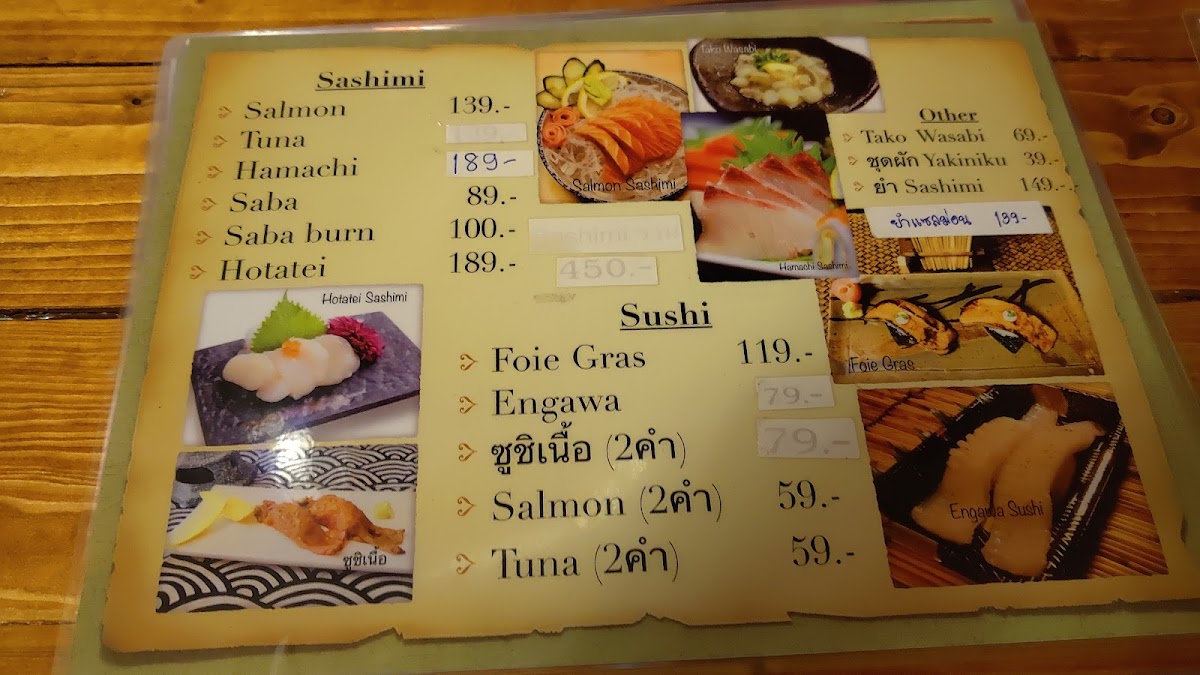 Sashimi
Salmon 139.-
Tuna 139.-
Hamachi 189-
Saba 89.-
Saba burn 100.-
Hotatei 189.-
Sashimi
450.-
Hotatei Sashimi
ซูชิเนื้อ
Salmon Sashimi
Tako Wasabi
Hamachi Sashimi
Sushi
Foie Gras 119.-
Engawa 79.-
ซูชิเนื้อ (2คำ) 79.-
Salmon (2คำ) 59.-
Tuna (2คำ) 59.-
Other
Tako Wasabi 69.-
ชุดผัก Yakiniku 39.-
ยำ Sashimi 149.-
ยำแซลม่อน 139-
Foie Gras
Engawa Sushi